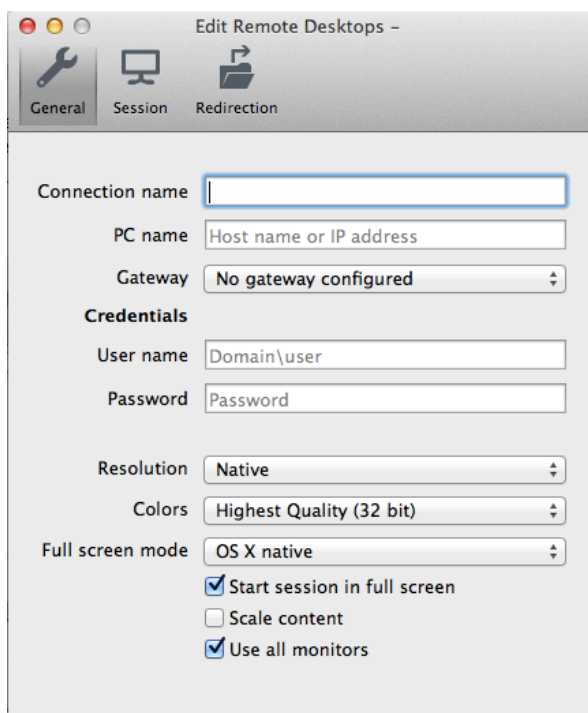 Edit Remote Desktops –
General Session Redirection
Connection name
PC name Host name or IP address
Gateway No gateway configured
Credentials
User name Domain\user
Password Password
Resolution Native
Colors Highest Quality (32 bit)
Full screen mode OS X native
Start session in full screen
Scale content
Use all monitors